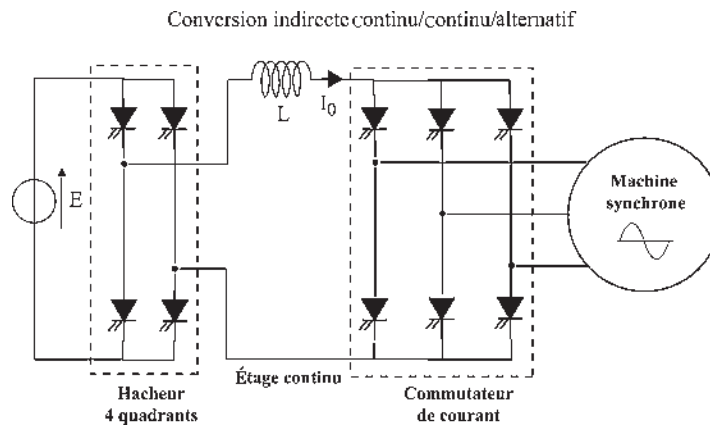 Conversion indirecte continu/continu/alternatif
E
L
I0
Machine
synchrone
Étage continu
Hacheur
4 quadrants
Commutateur
de courant